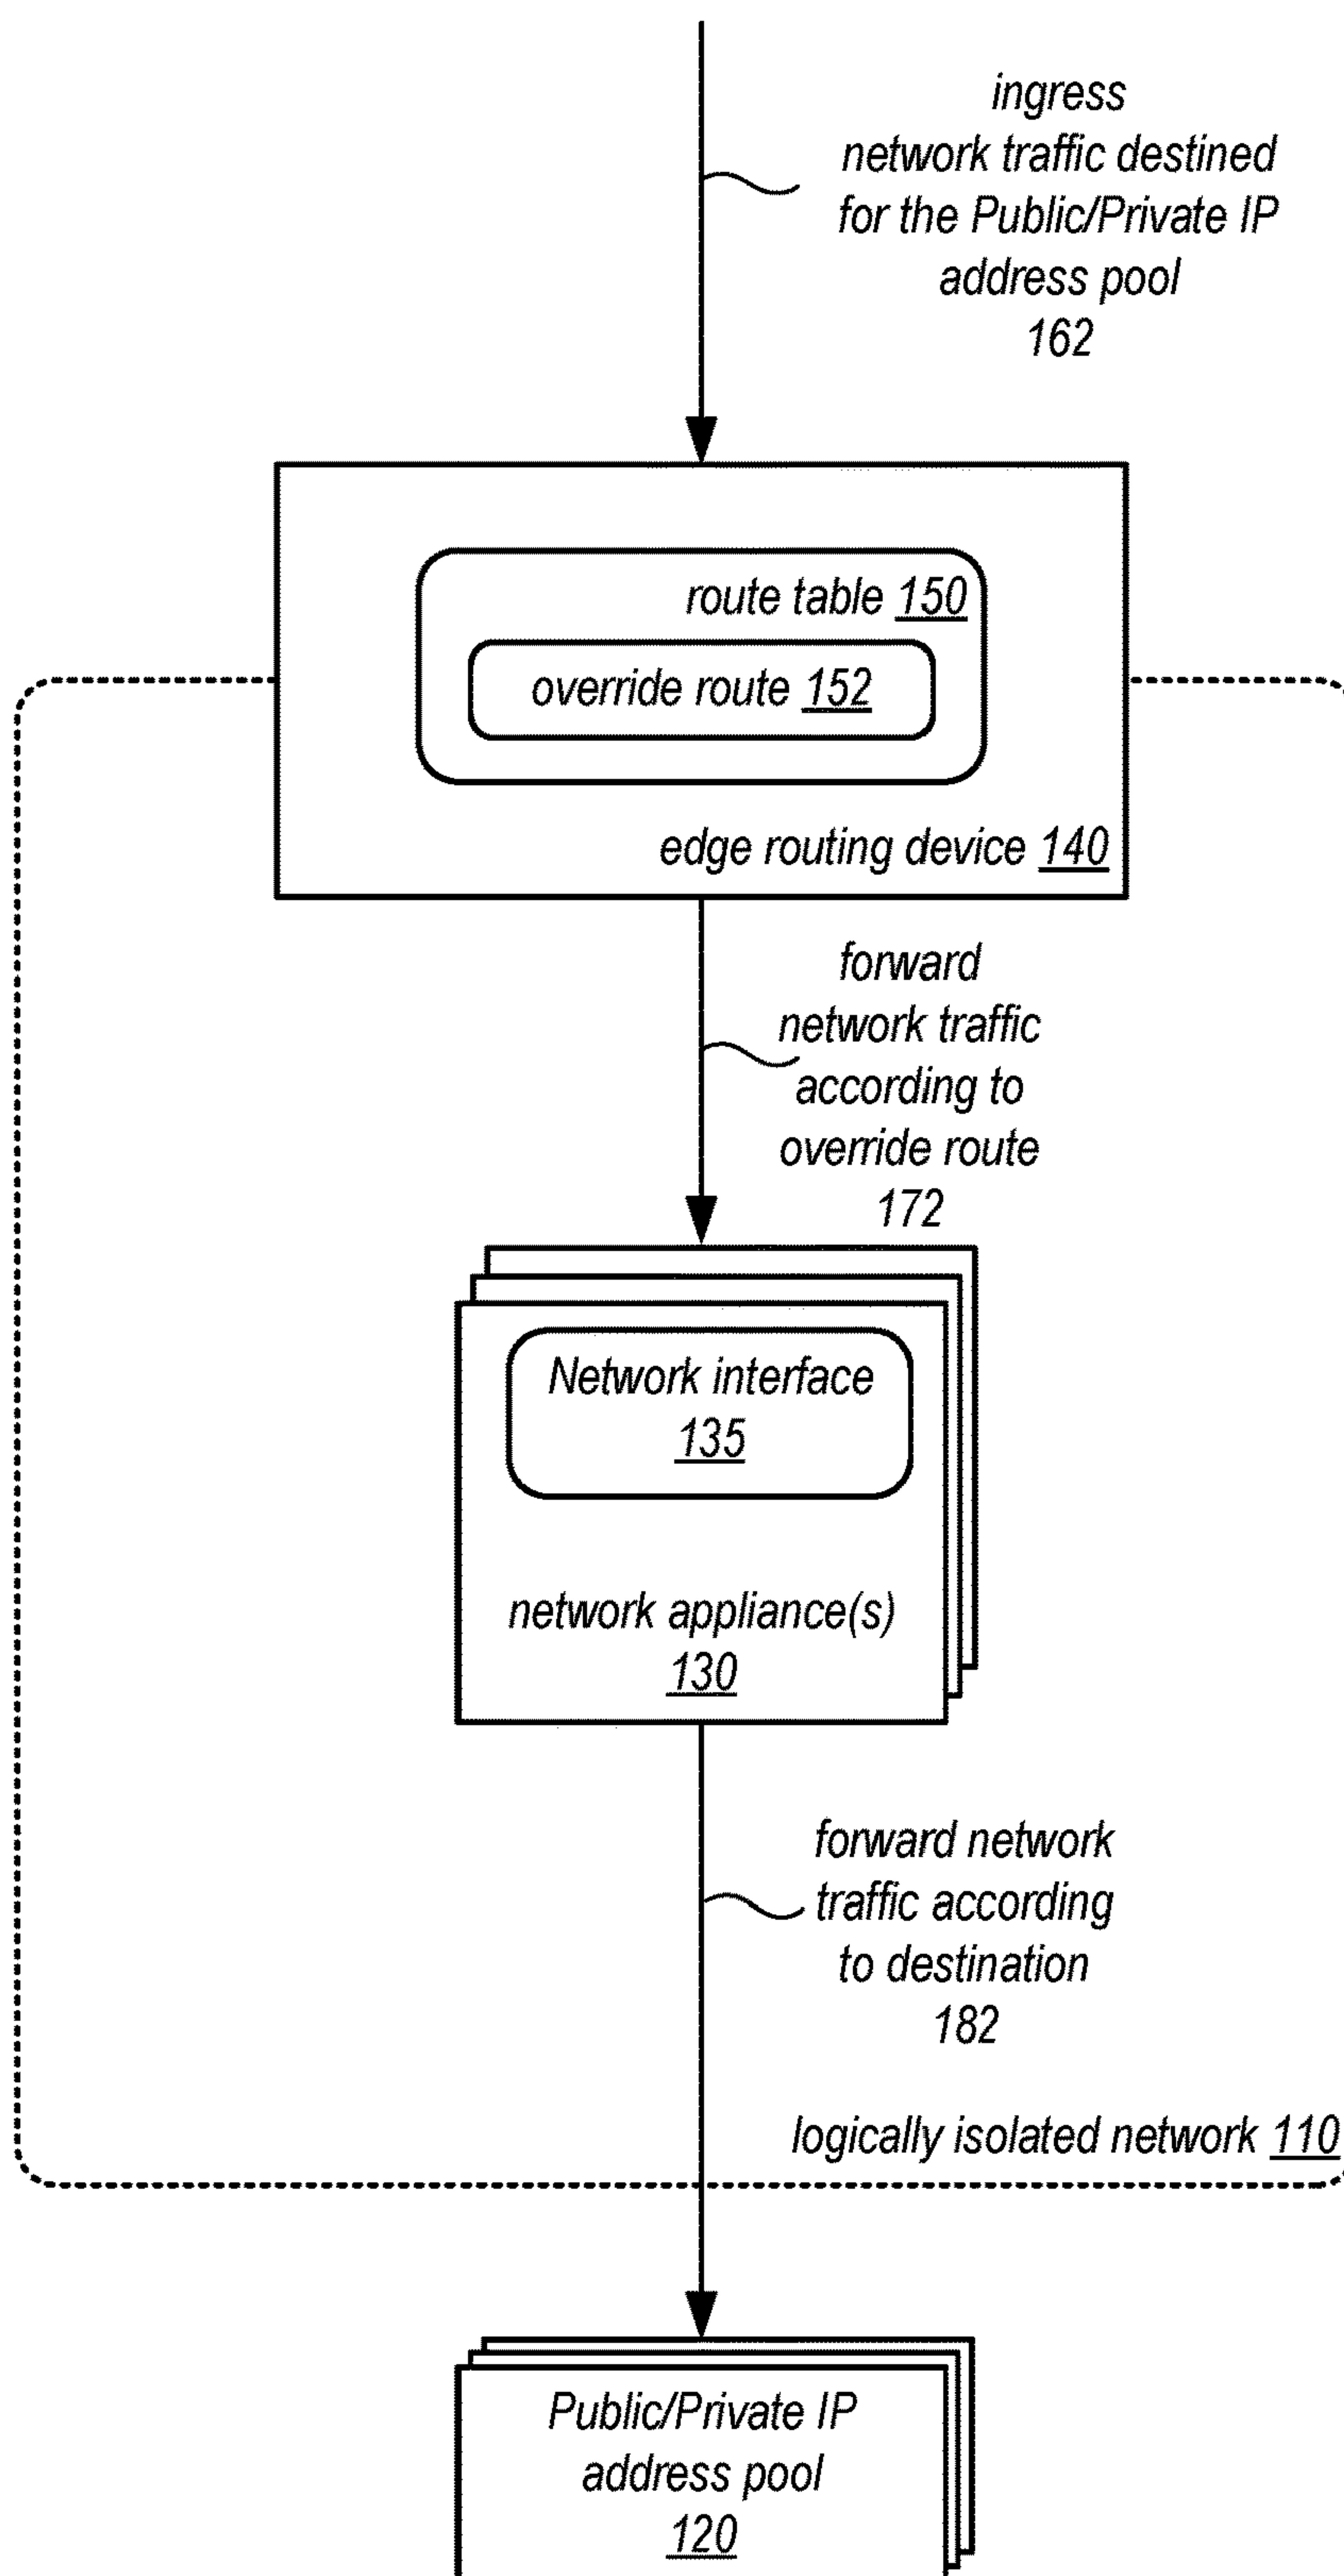 ingress
network traffic destined
for the Public/Private IP
address pool
162
route table 150
override route 152
edge routing device 140
forward
network traffic
according to
override route
172
Network interface
135
network appliance(s)
130
forward network
traffic according
to destination
182
logically isolated network 110
Public/Private IP
address pool
120